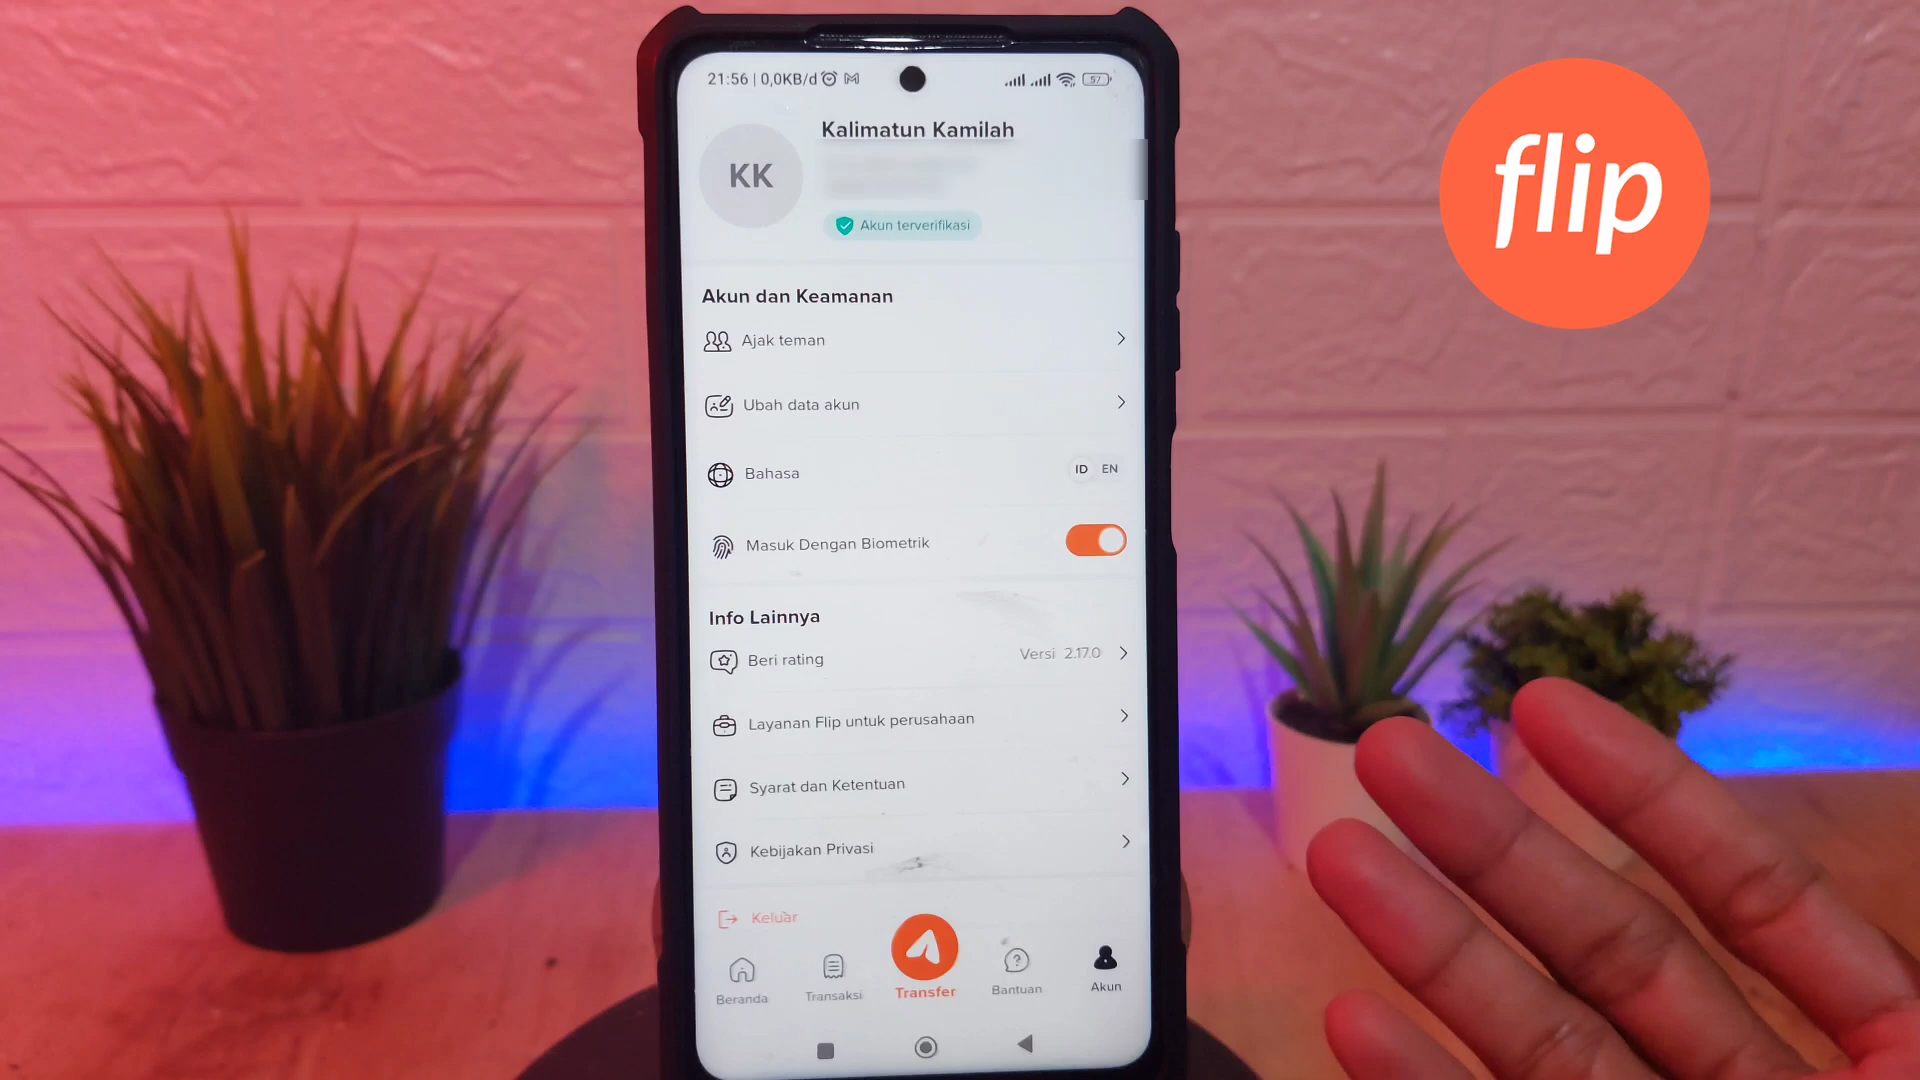 21:56 | 0,0KB/d
57
Kalimatun Kamilah
KK
Akun terverifikasi
Akun dan Keamanan
Ajak teman
Ubah data akun
Bahasa
ID EN
Masuk Dengan Biometrik
Info Lainnya
Beri rating
Versi 2.17.0
Layanan Flip untuk perusahaan
Syarat dan Ketentuan
Kebijakan Privasi
Keluar
Beranda
Transaksi
Transfer
Bantuan
Akun
flip